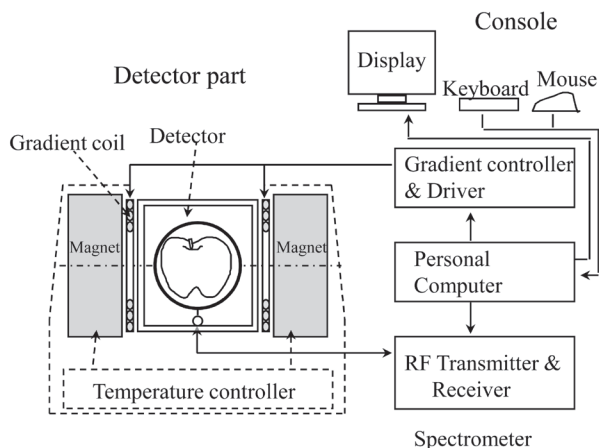 Console
Display
Keyboard
Mouse
Detector part
Gradient coil
Detector
Gradient controller
& Driver
Magnet
Magnet
Personal
Computer
RF Transmitter &
Receiver
Temperature controller
Spectrometer